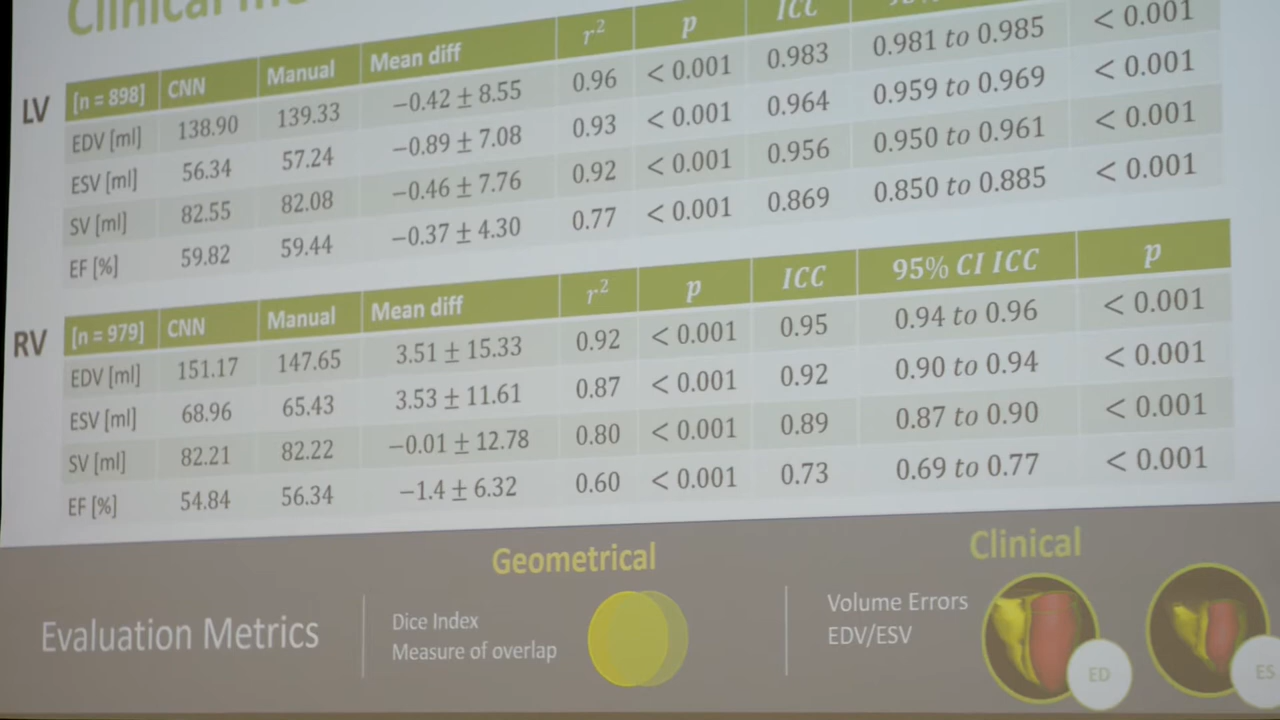 Clinical
LV
[n = 898] CNN Manual Mean diff r² p ICC
EDV [ml] 138.90 139.33 −0.42 ± 8.55 0.96 < 0.001 0.983 0.981 to 0.985 < 0.001
ESV [ml] 56.34 57.24 −0.89 ± 7.08 0.93 < 0.001 0.964 0.959 to 0.969 < 0.001
SV [ml] 82.55 82.08 −0.46 ± 7.76 0.92 < 0.001 0.956 0.950 to 0.961 < 0.001
EF [%] 59.82 59.44 −0.37 ± 4.30 0.77 < 0.001 0.869 0.850 to 0.885 < 0.001
RV
[n = 979] CNN Manual Mean diff r² p ICC 95% CI ICC p
EDV [ml] 151.17 147.65 3.51 ± 15.33 0.92 < 0.001 0.95 0.94 to 0.96 < 0.001
ESV [ml] 68.96 65.43 3.53 ± 11.61 0.87 < 0.001 0.92 0.90 to 0.94 < 0.001
SV [ml] 82.21 82.22 −0.01 ± 12.78 0.80 < 0.001 0.89 0.87 to 0.90 < 0.001
EF [%] 54.84 56.34 −1.4 ± 6.32 0.60 < 0.001 0.73 0.69 to 0.77 < 0.001
Evaluation Metrics
Geometrical
Dice Index
Measure of overlap
Clinical
Volume Errors
EDV/ESV
ED
ES